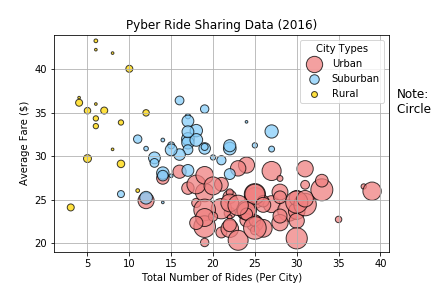 Pyber Ride Sharing Data (2016)
City Types
Urban
Suburban
Rural
Note:
Circle
40
35
30
25
20
Average Fare ($)
5 10 15 20 25 30 35 40
Total Number of Rides (Per City)